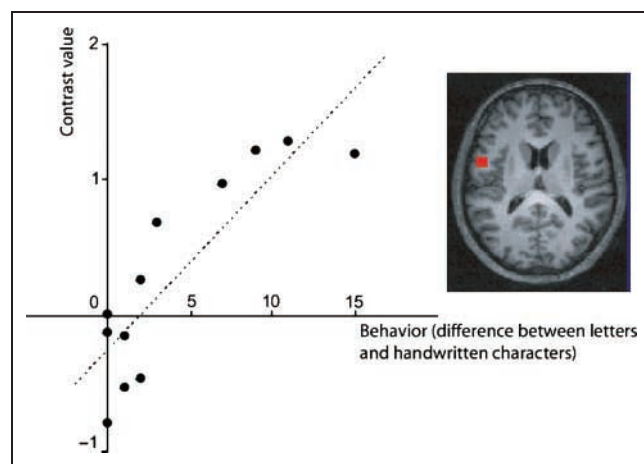 Contrast value
2
1
0
5
10
15
−1
Behavior (difference between letters
and handwritten characters)